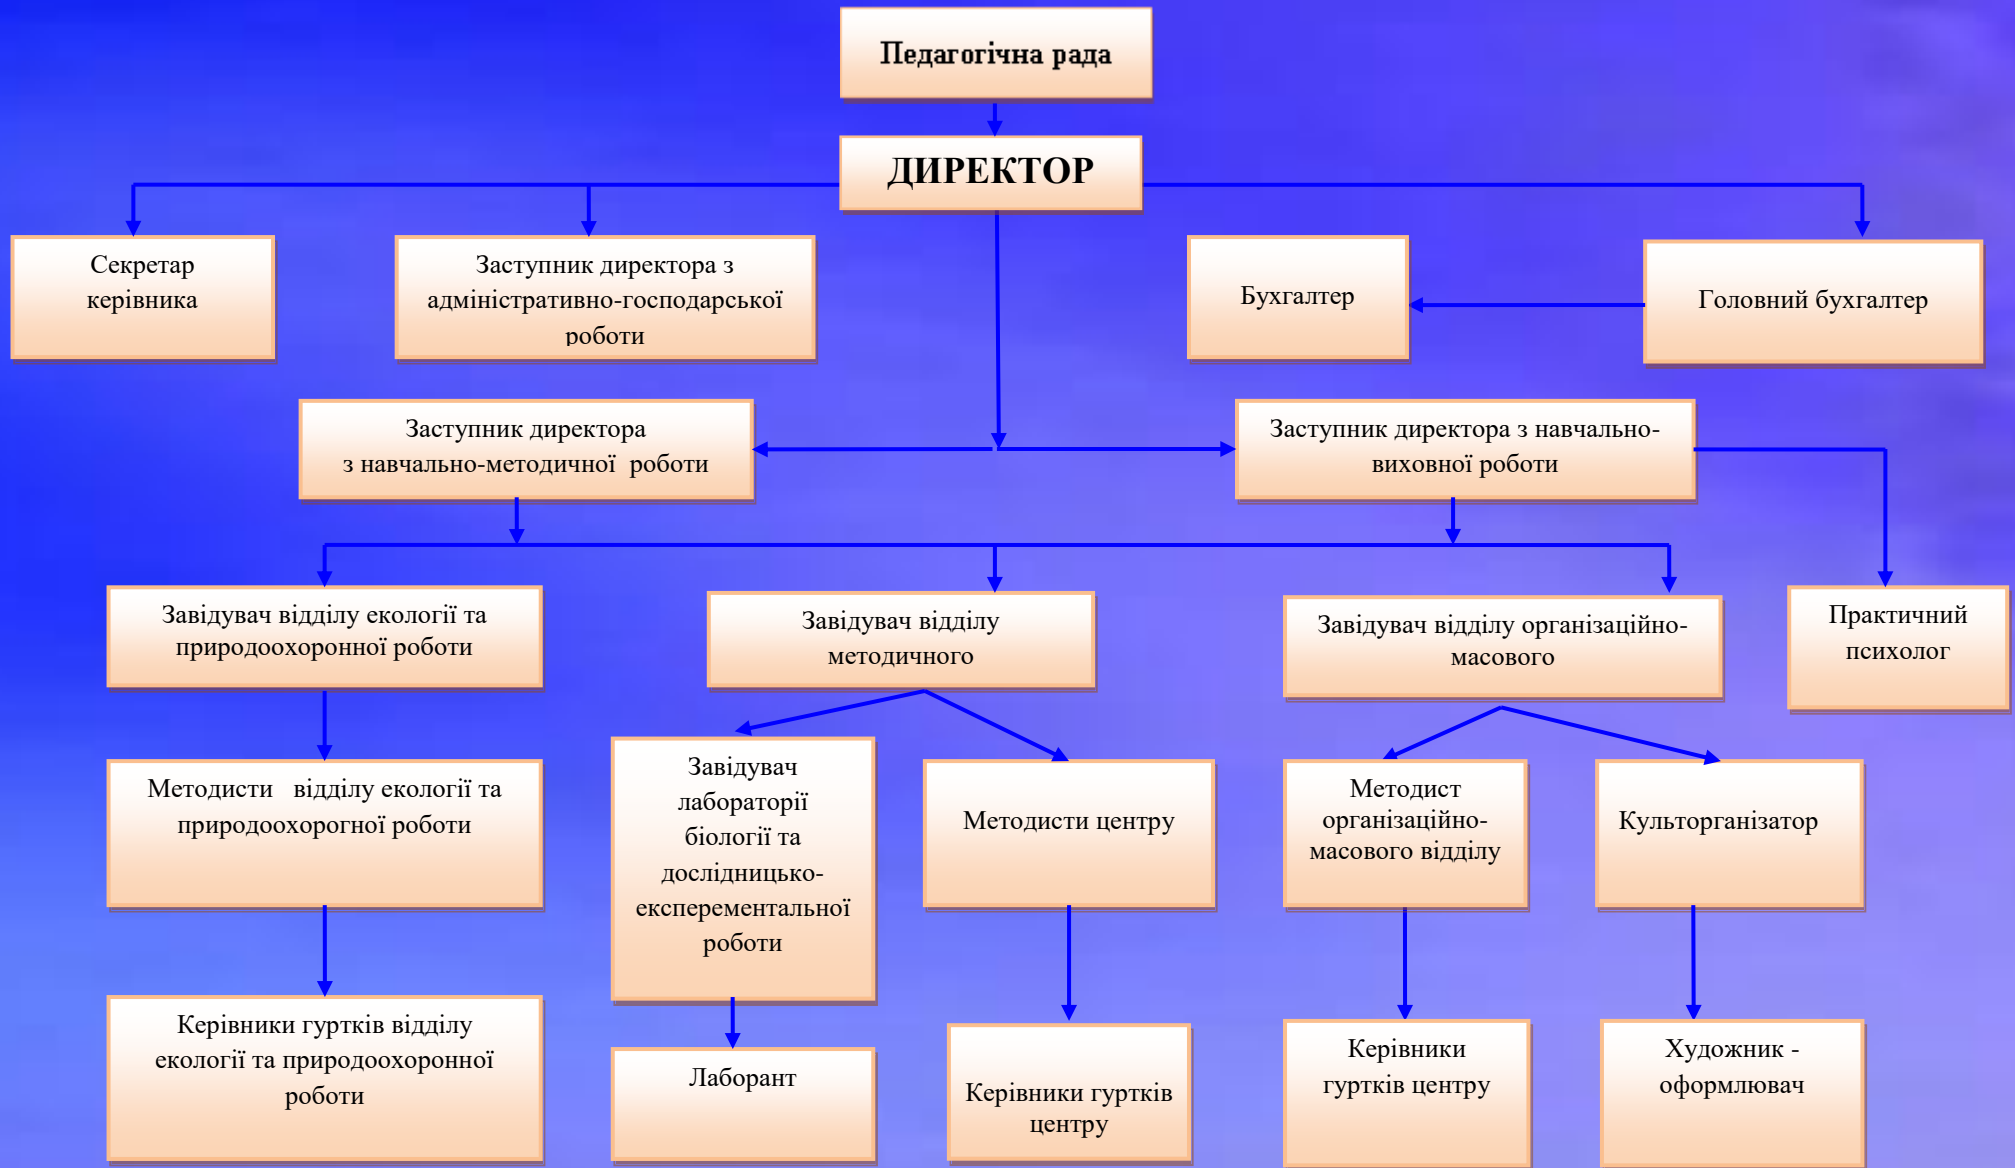 Педагогічна рада
ДИРЕКТОР
Секретар
керівника
Заступник директора з
адміністративно-господарської
роботи
Бухгалтер
Головний бухгалтер
Заступник директора
з навчально-методичної роботи
Заступник директора з навчально-
виховної роботи
Завідувач відділу екології та
природоохоронної роботи
Завідувач відділу
методичного
Завідувач відділу організаційно-
масового
Практичний
психолог
Методисти відділу екології та
природоохорогної роботи
Завідувач
лабораторії
біології та
дослідницько-
експерементальної
роботи
Методисти центру
Методист
організаційно-
масового відділу
Культорганізатор
Керівники гуртків відділу
екології та природоохоронної
роботи
Лаборант
Керівники гуртків
центру
Керівники
гуртків центру
Художник -
оформлювач